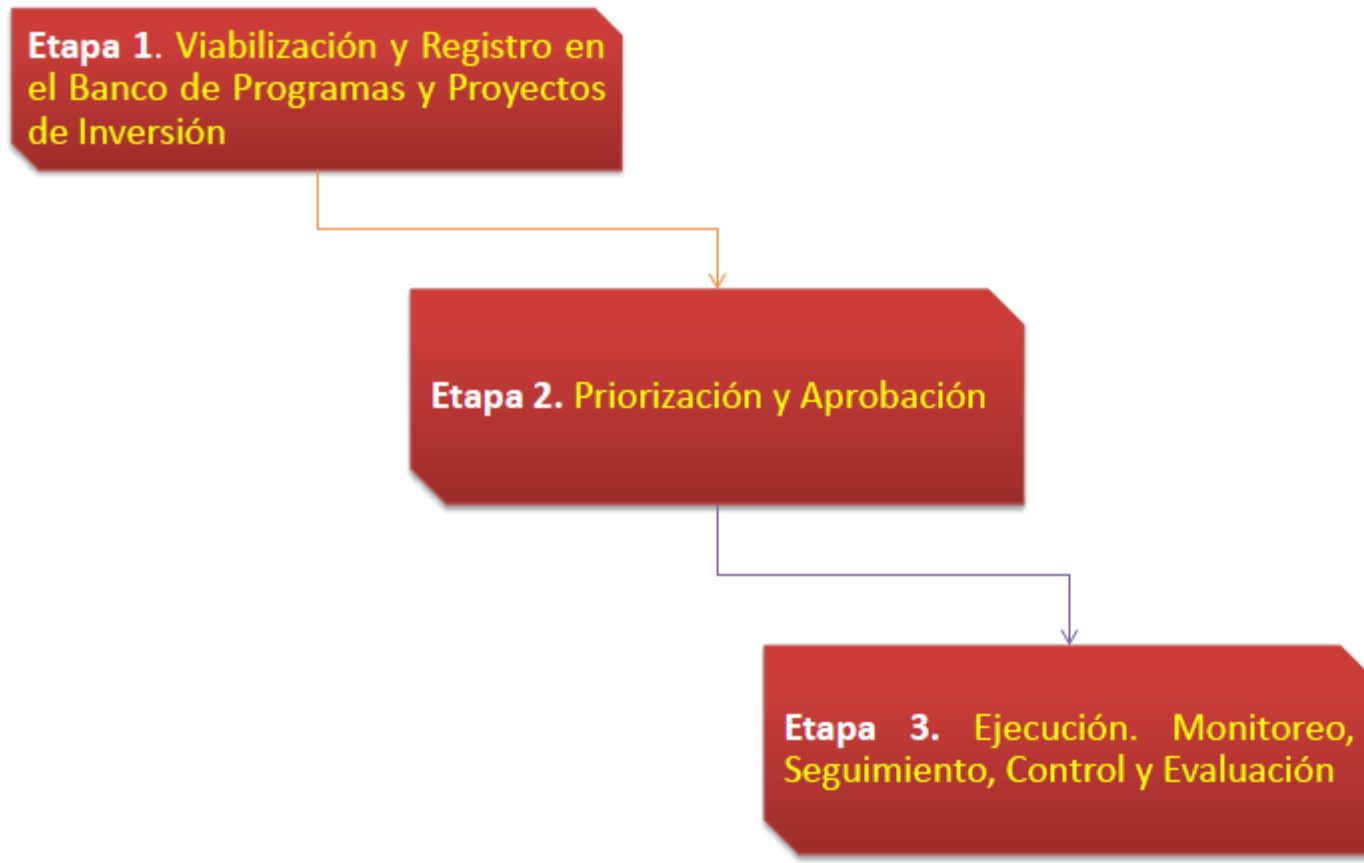 Etapa 1. Viabilización y Registro en
el Banco de Programas y Proyectos
de Inversión
Etapa 2. Priorización y Aprobación
Etapa 3. Ejecución. Monitoreo,
Seguimiento, Control y Evaluación